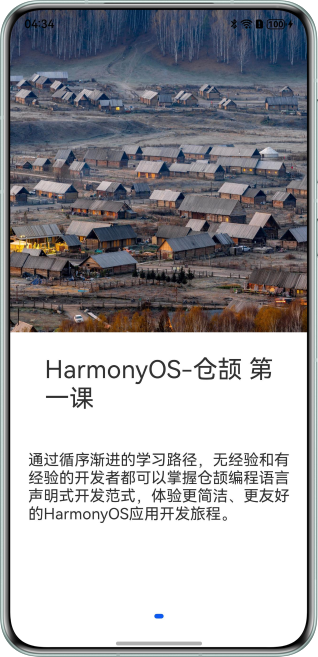 04:34
100
HarmonyOS-仓颉 第
一课
通过循序渐进的学习路径，无经验和有
经验的开发者都可以掌握仓颉编程语言
声明式开发范式，体验更简洁、更友好
的HarmonyOS应用开发旅程。